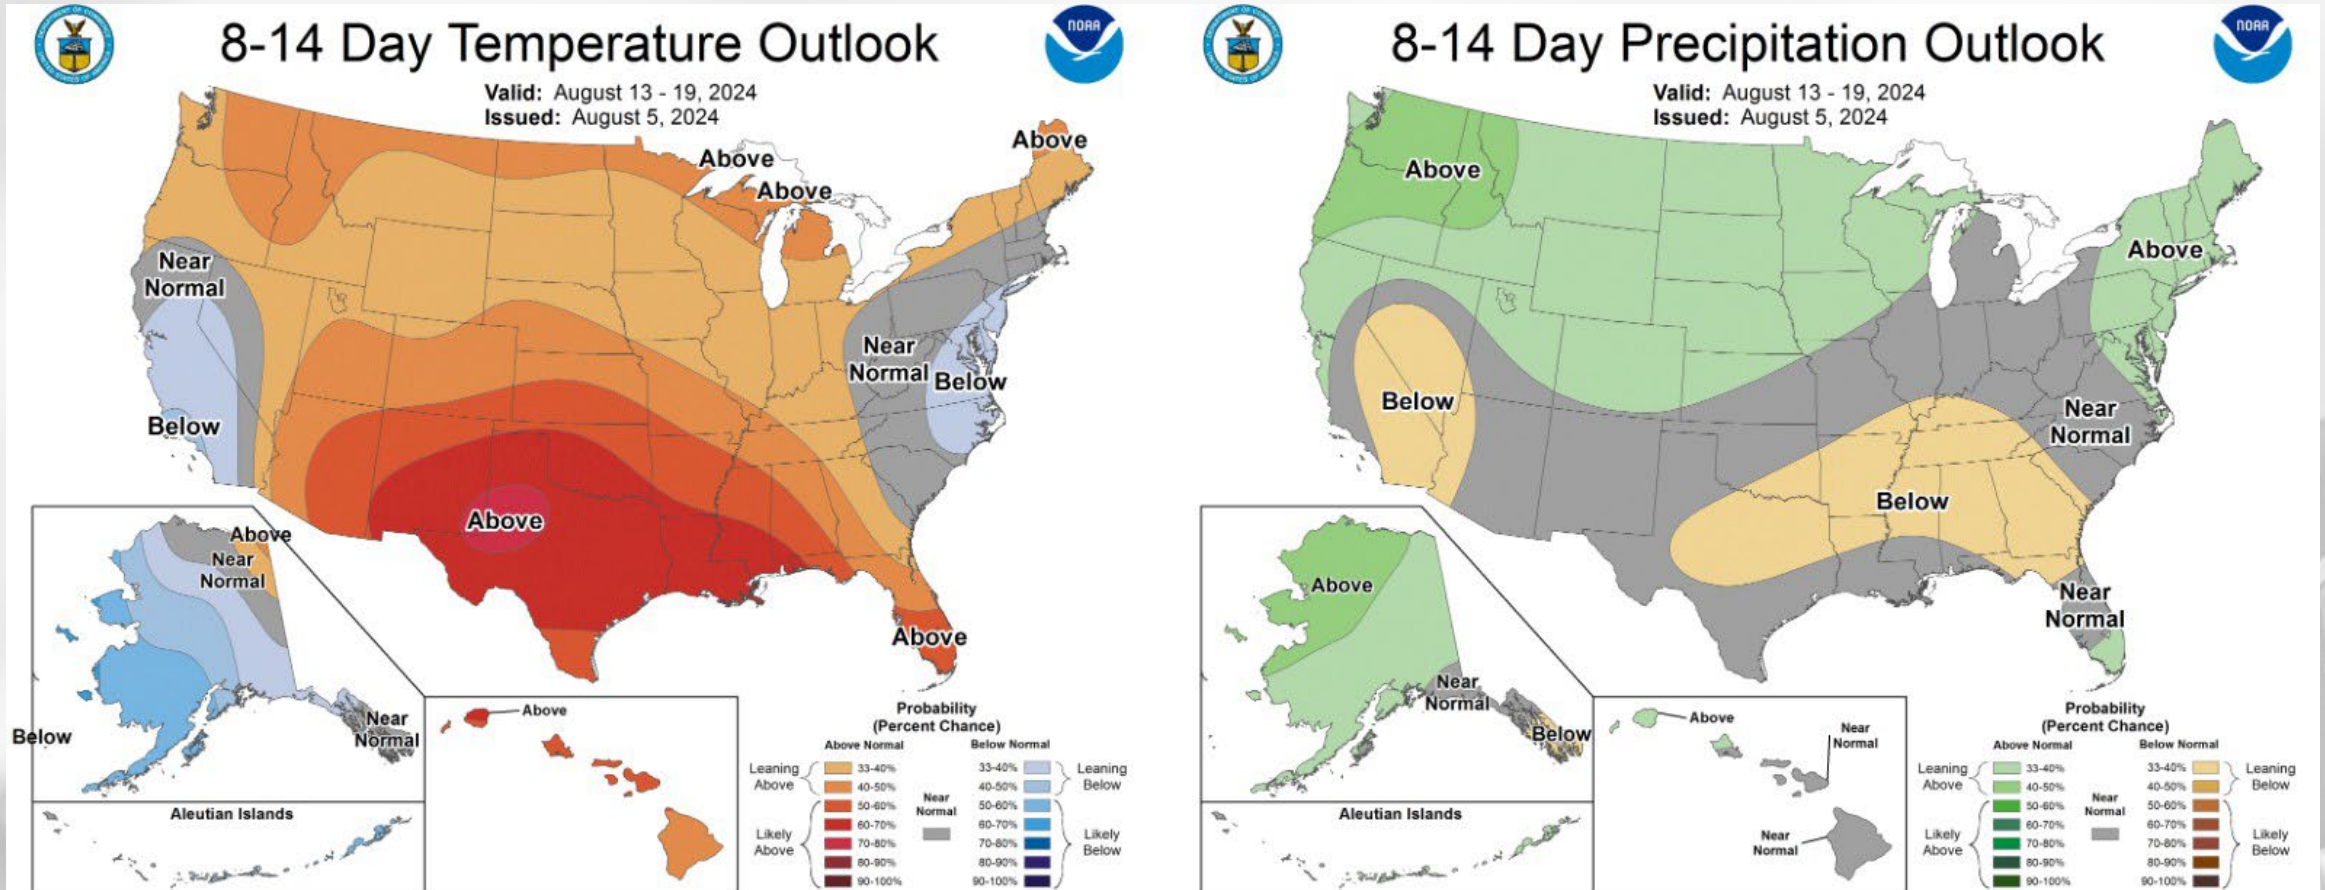 8-14 Day Temperature Outlook
NOAA
Valid: August 13 - 19, 2024
Issued: August 5, 2024
Above
Above
Above
Near
Normal
Near
Normal
Below
Below
Above
Above
Above
Near
Normal
Below
Near
Normal
Aleutian Islands
Above
Probability
(Percent Chance)
Above Normal
Below Normal
Leaning
Above
33-40%
40-50%
50-60%
60-70%
70-80%
80-90%
90-100%
Likely
Above
Near
Normal
33-40%
40-50%
50-60%
60-70%
70-80%
80-90%
90-100%
Leaning
Below
Likely
Below
8-14 Day Precipitation Outlook
NOAA
Valid: August 13 - 19, 2024
Issued: August 5, 2024
Above
Above
Below
Near
Normal
Below
Near
Normal
Above
Near
Normal
Below
Aleutian Islands
Above
Near
Normal
Near
Normal
Probability
(Percent Chance)
Above Normal
Below Normal
Leaning
Above
33-40%
40-50%
50-60%
60-70%
70-80%
80-90%
90-100%
Likely
Above
Near
Normal
33-40%
40-50%
50-60%
60-70%
70-80%
80-90%
90-100%
Leaning
Below
Likely
Below